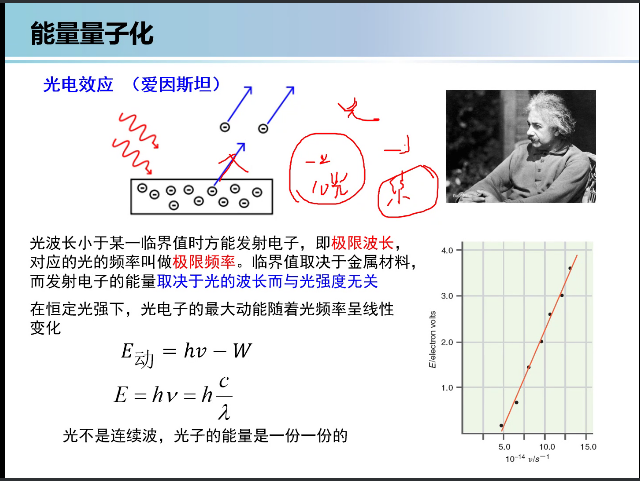 能量量子化
光电效应 (爱因斯坦)
光波长小于某一临界值时方能发射电子，即极限波长，
对应的光的频率叫做极限频率。临界值取决于金属材料，
而发射电子的能量取决于光的波长而与光强度无关
在恒定光强下，光电子的最大动能随着光频率呈线性
变化
E动 = hν − W
E = hν = h c/λ
光不是连续波，光子的能量是一份一份的
4.0
3.0
2.0
1.0
E/electron volts
5.0 10.0 15.0
10⁻¹⁴ ν/s⁻¹